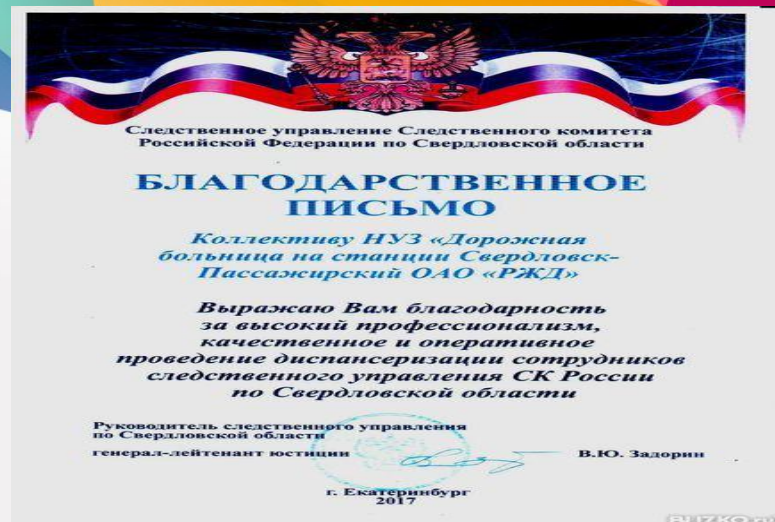 Следственное управление Следственного комитета
Российской Федерации по Свердловской области
БЛАГОДАРСТВЕННОЕ
ПИСЬМО
Коллективу НУЗ «Дорожная
больница на станции Свердловск-
Пассажирский ОАО «РЖД»
Выражаю Вам благодарность
за высокий профессионализм,
качественное и оперативное
проведение диспансеризации сотрудников
следственного управления СК России
по Свердловской области
Руководитель следственного управления
по Свердловской области
генерал-лейтенант юстиции В.Ю. Задорин
г. Екатеринбург
2017
BLIZKO.ru